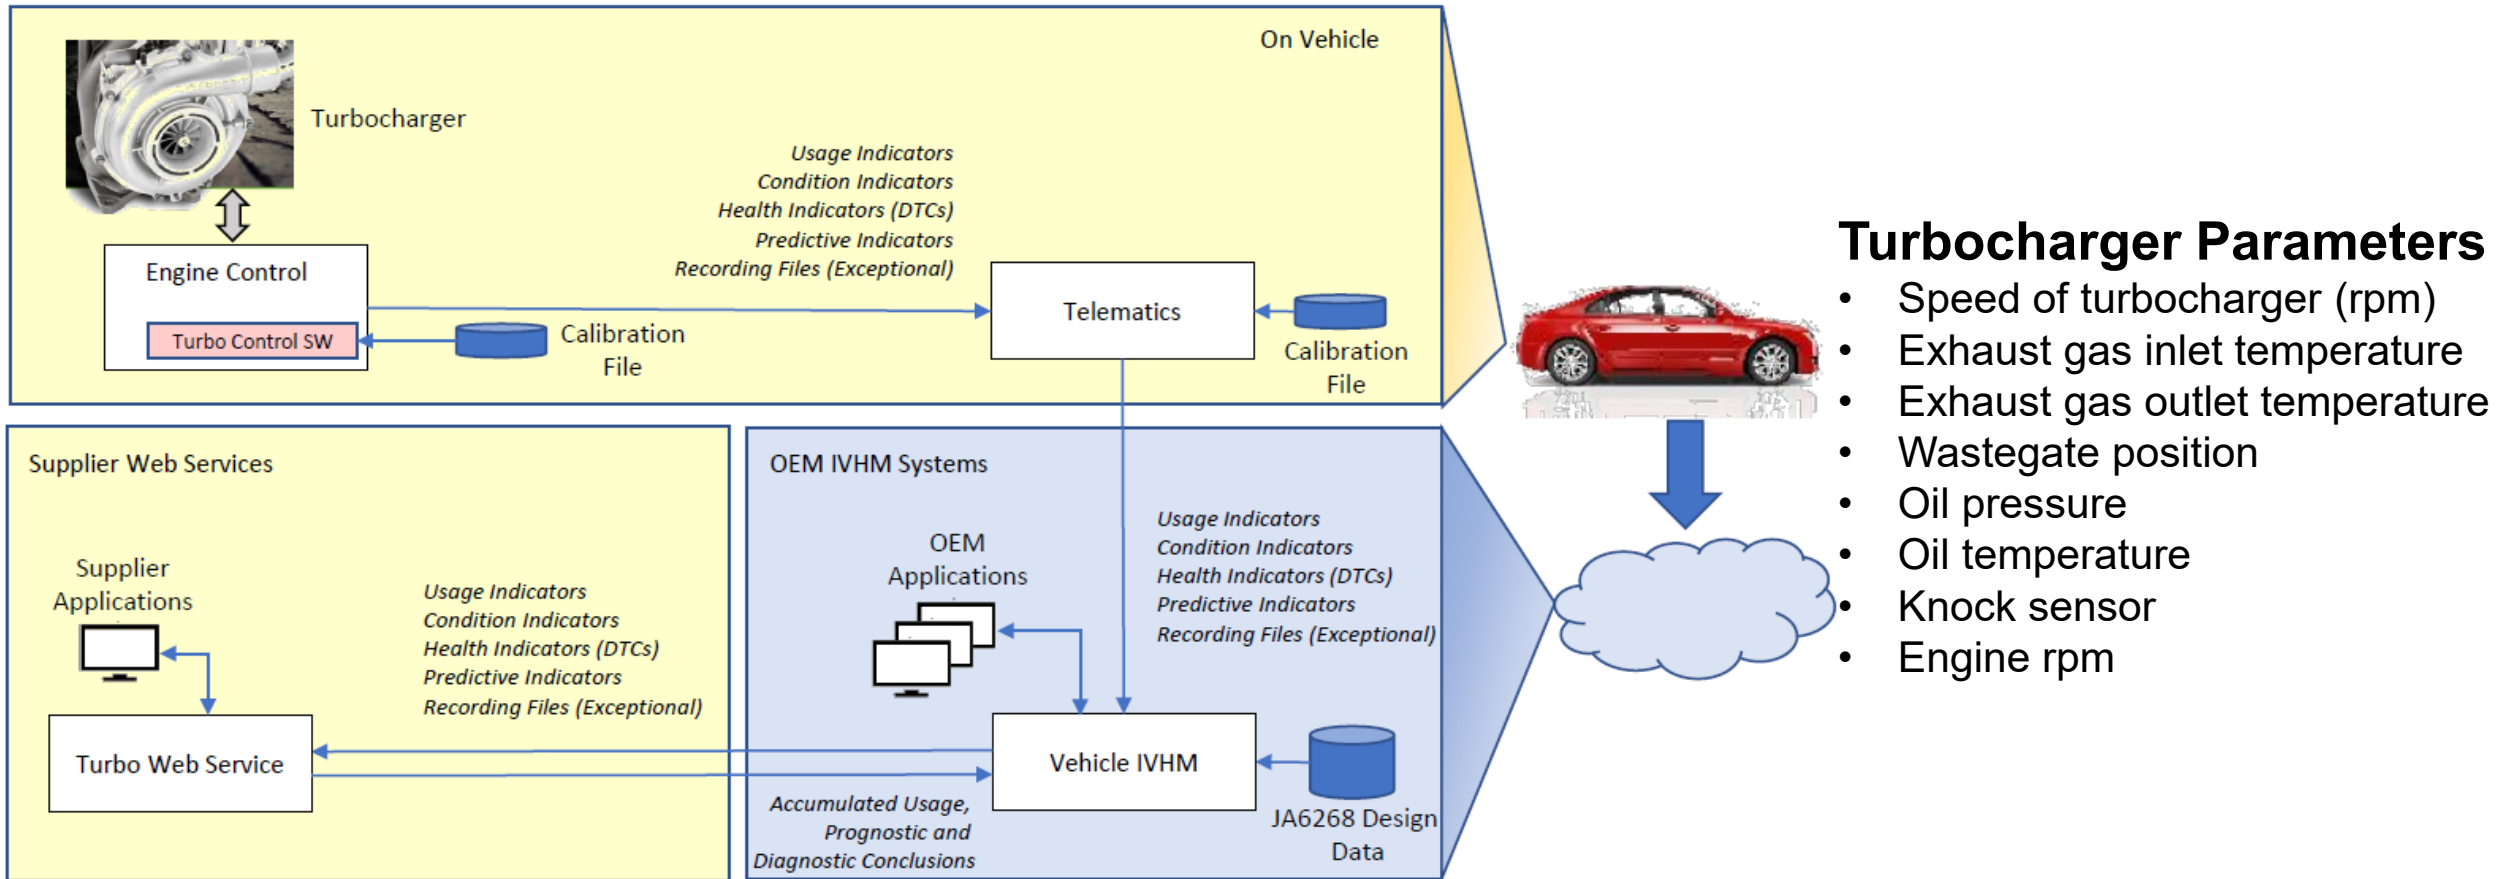 On Vehicle
Turbocharger
Usage Indicators
Condition Indicators
Health Indicators (DTCs)
Predictive Indicators
Recording Files (Exceptional)
Engine Control
Turbo Control SW
Calibration
File
Telematics
Calibration
File
Supplier Web Services
Supplier
Applications
Usage Indicators
Condition Indicators
Health Indicators (DTCs)
Predictive Indicators
Recording Files (Exceptional)
Turbo Web Service
OEM IVHM Systems
OEM
Applications
Usage Indicators
Condition Indicators
Health Indicators (DTCs)
Predictive Indicators
Recording Files (Exceptional)
Vehicle IVHM
Accumulated Usage,
Prognostic and
Diagnostic Conclusions
JA6268 Design
Data
Turbocharger Parameters
• Speed of turbocharger (rpm)
• Exhaust gas inlet temperature
• Exhaust gas outlet temperature
• Wastegate position
• Oil pressure
• Oil temperature
• Knock sensor
• Engine rpm